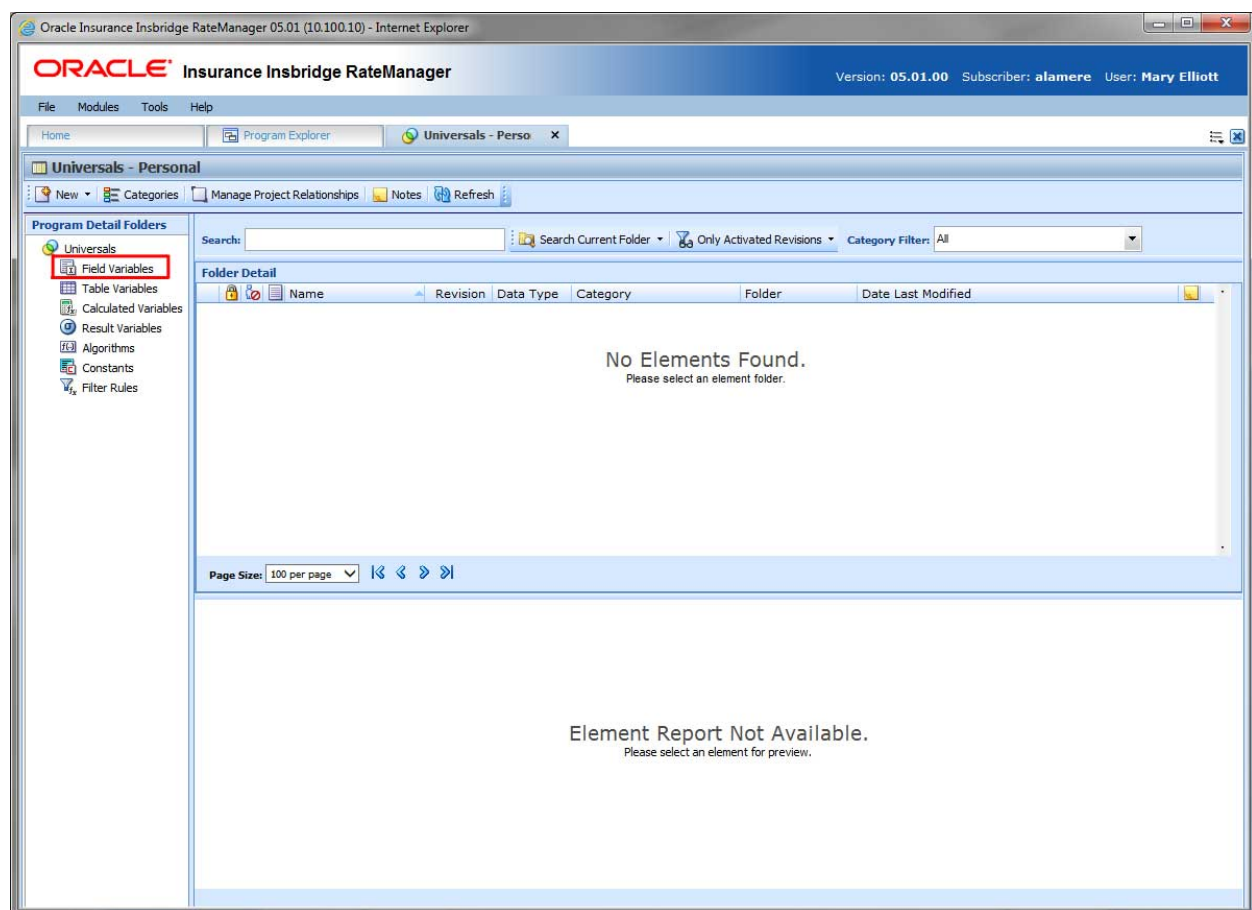 Oracle Insurance Insbridge RateManager 05.01 (10.100.10) - Internet Explorer
ORACLE Insurance Insbridge RateManager
Version: 05.01.00 Subscriber: alamere User: Mary Elliott
File Modules Tools Help
Home Program Explorer Universals - Perso
Universals - Personal
New Categories Manage Project Relationships Notes Refresh
Program Detail Folders
Universals
Field Variables
Table Variables
Calculated Variables
Result Variables
Algorithms
Constants
Filter Rules
Search: Search Current Folder Only Activated Revisions Category Filter: All
Folder Detail
Name Revision Data Type Category Folder Date Last Modified
No Elements Found.
Please select an element folder.
Page Size: 100 per page
Element Report Not Available.
Please select an element for preview.